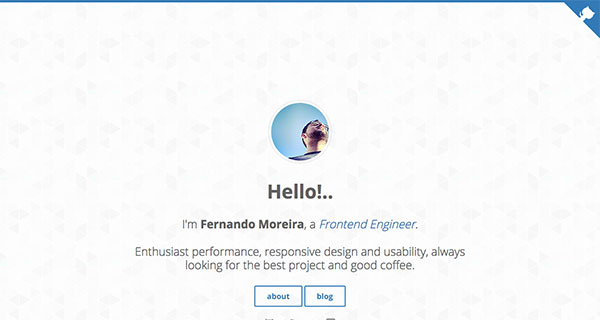 Hello!..
I'm Fernando Moreira, a Frontend Engineer.
Enthusiast performance, responsive design and usability, always
looking for the best project and good coffee.
about blog